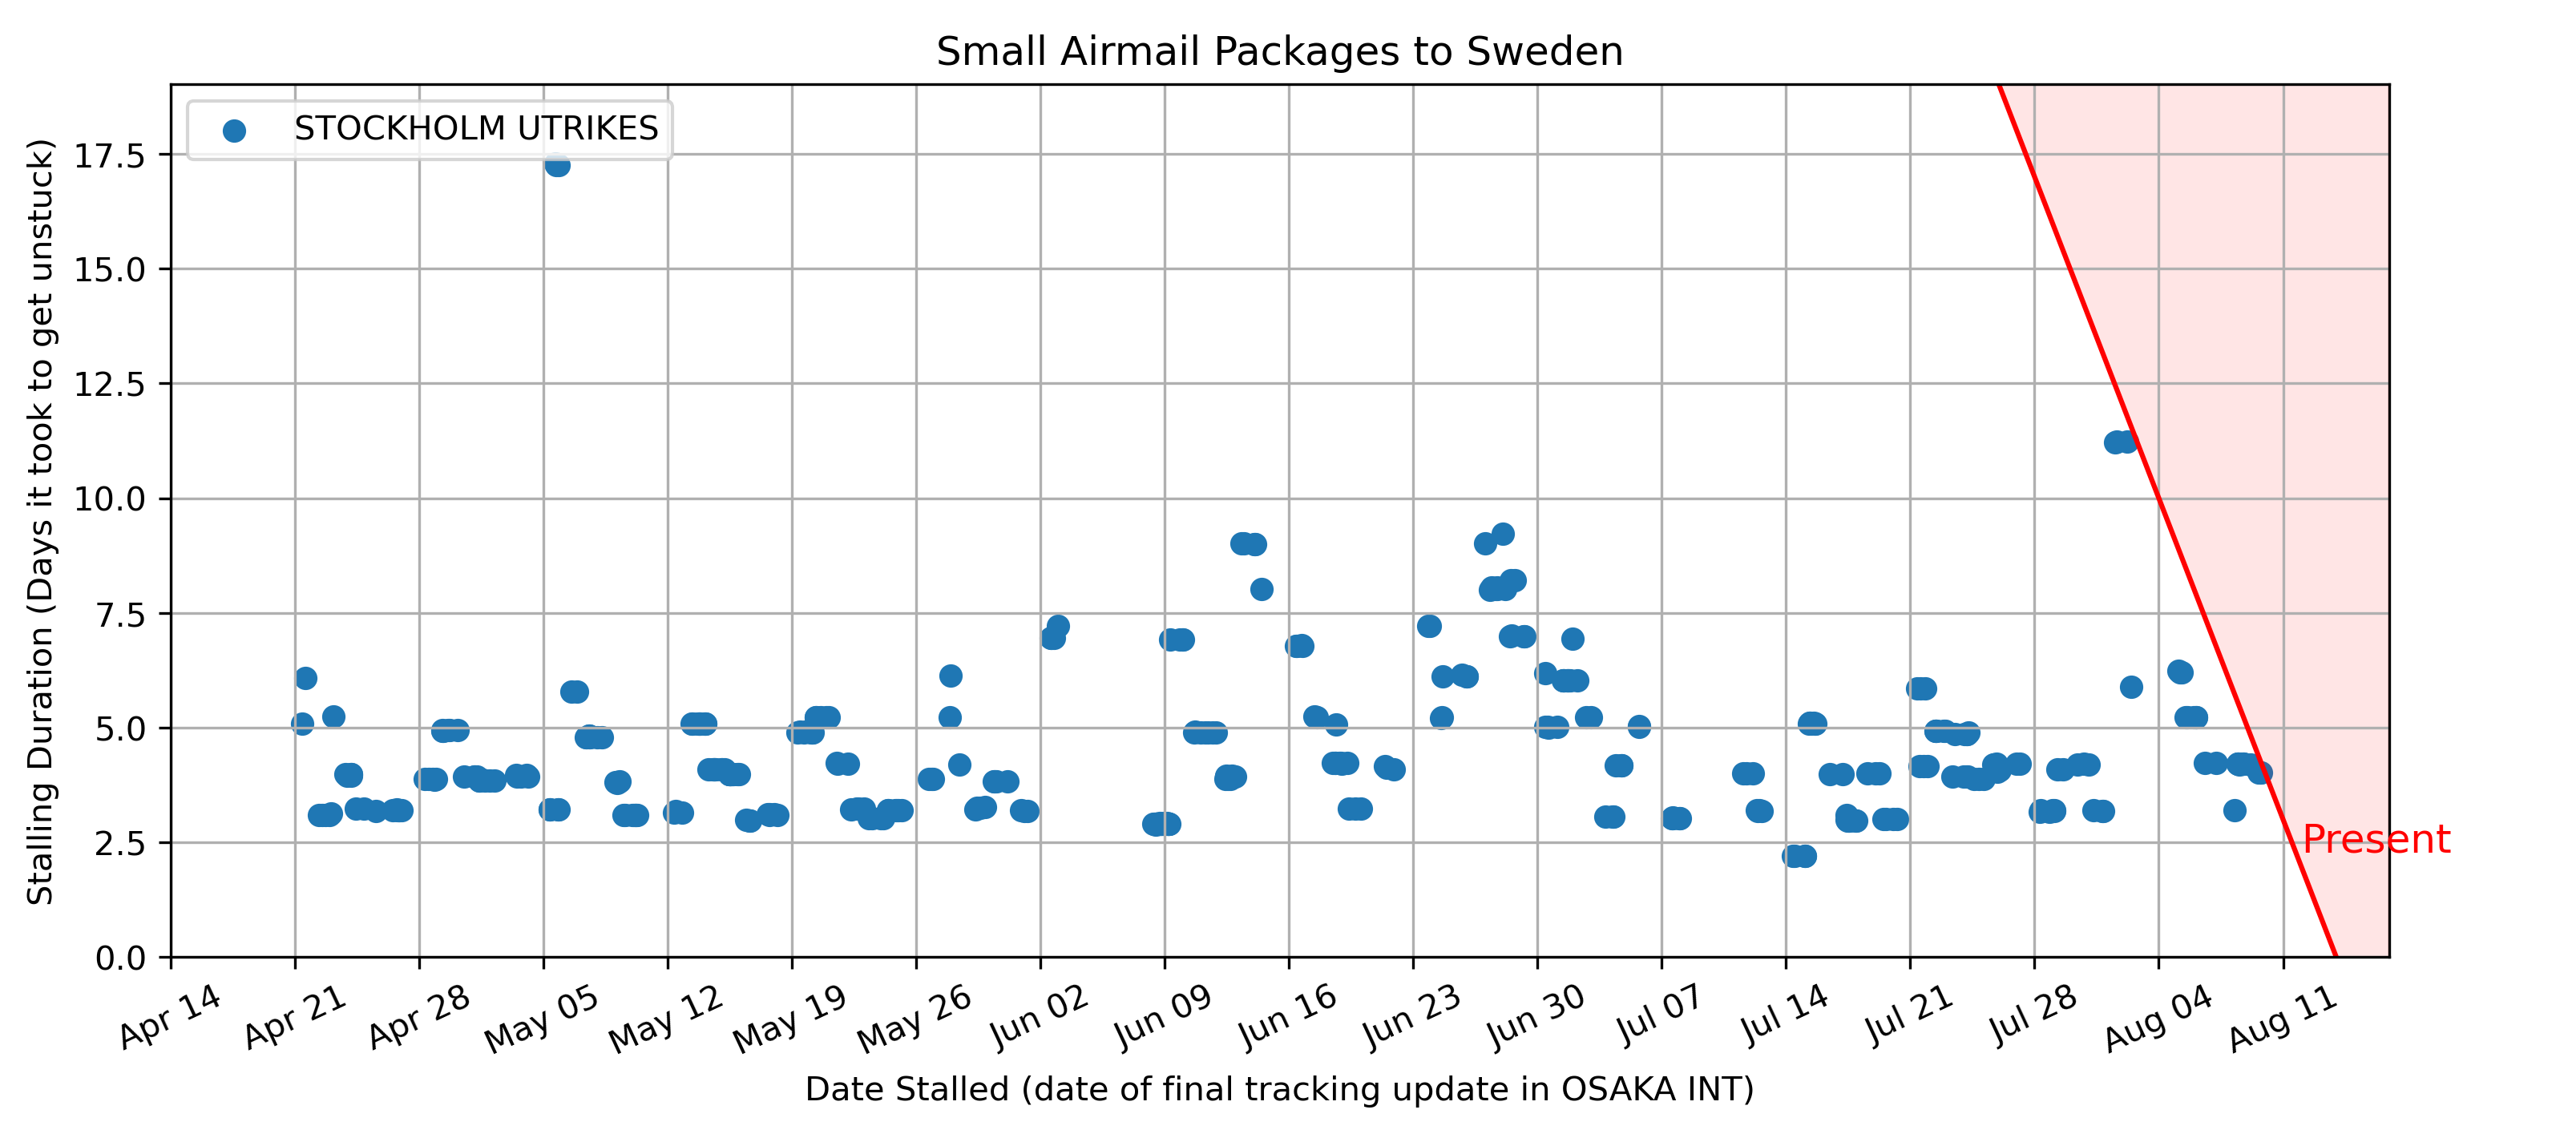 Small Airmail Packages to Sweden
STOCKHOLM UTRIKES
Stalling Duration (Days it took to get unstuck)
17.5
15.0
12.5
10.0
7.5
5.0
2.5
0.0
Present
Apr 14
Apr 21
Apr 28
May 05
May 12
May 19
May 26
Jun 02
Jun 09
Jun 16
Jun 23
Jun 30
Jul 07
Jul 14
Jul 21
Jul 28
Aug 04
Aug 11
Date Stalled (date of final tracking update in OSAKA INT)